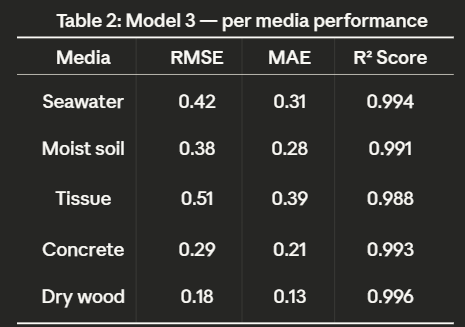 Table 2: Model 3 — per media performance
Media RMSE MAE R² Score
Seawater 0.42 0.31 0.994
Moist soil 0.38 0.28 0.991
Tissue 0.51 0.39 0.988
Concrete 0.29 0.21 0.993
Dry wood 0.18 0.13 0.996